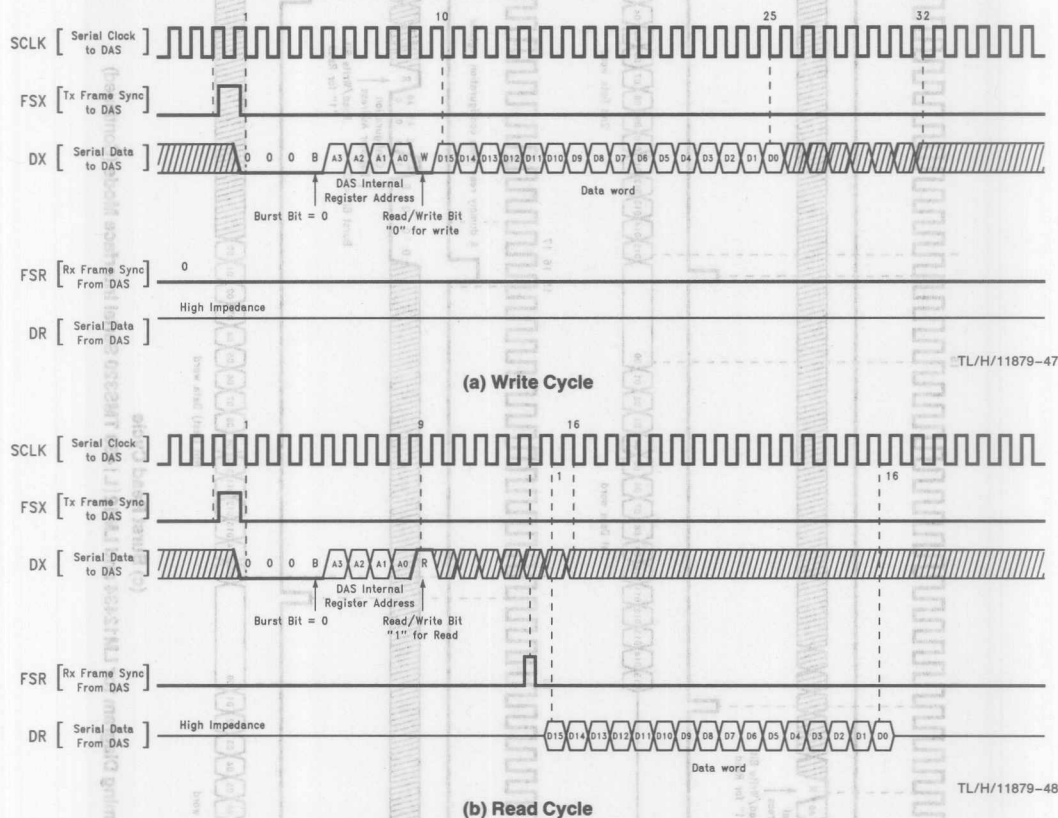 1 10 25 32
SCLK [ Serial Clock to DAS ]
FSX [ Tx Frame Sync to DAS ]
DX [ Serial Data to DAS ] 0 0 0 B A3 A2 A1 A0 W D15 D14 D13 D12 D11 D10 D9 D8 D7 D6 D5 D4 D3 D2 D1 D0
DAS Internal Register Address
Data word
Burst Bit = 0
Read/Write Bit
"0" for write
FSR [ Rx Frame Sync From DAS ] 0
High Impedance
DR [ Serial Data From DAS ]
TL/H/11879-47
(a) Write Cycle
1 9 16
SCLK [ Serial Clock to DAS ]
1 16
FSX [ Tx Frame Sync to DAS ]
DX [ Serial Data to DAS ] 0 0 0 B A3 A2 A1 A0 R
DAS Internal Register Address
Burst Bit = 0
Read/Write Bit
"1" for Read
FSR [ Rx Frame Sync From DAS ]
High Impedance
DR [ Serial Data From DAS ] D15 D14 D13 D12 D11 D10 D9 D8 D7 D6 D5 D4 D3 D2 D1 D0
Data word
TL/H/11879-48
(b) Read Cycle